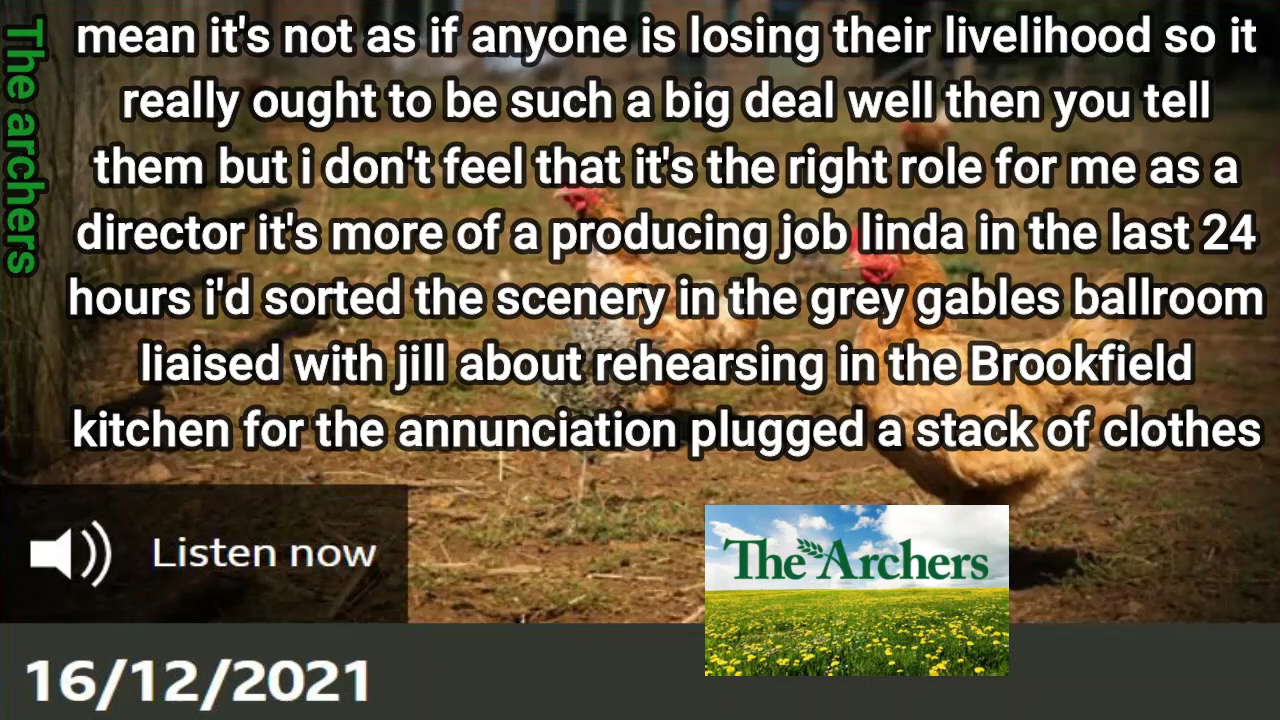 The archers
mean it's not as if anyone is losing their livelihood so it
really ought to be such a big deal well then you tell
them but i don't feel that it's the right role for me as a
director it's more of a producing job linda in the last 24
hours i'd sorted the scenery in the grey gables ballroom
liaised with jill about rehearsing in the Brookfield
kitchen for the annunciation plugged a stack of clothes
Listen now
The Archers
16/12/2021